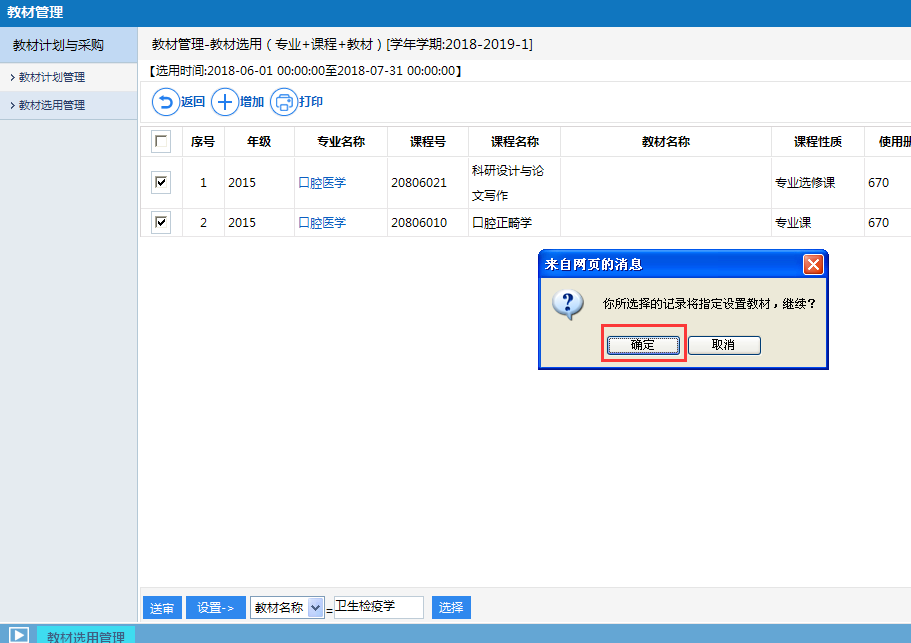 教材管理
教材计划与采购
教材计划管理
教材选用管理
教材管理-教材选用（专业+课程+教材）[学年学期:2018-2019-1]
【选用时间:2018-06-01 00:00:00至2018-07-31 00:00:00】
返回 增加 打印
序号 年级 专业名称 课程号 课程名称 教材名称 课程性质 使用册
1 2015 口腔医学 20806021 科研设计与论 专业选修课 670
文写作
2 2015 口腔医学 20806010 口腔正畸学 专业课 670
来自网页的消息
你所选择的记录将指定设置教材，继续？
确定 取消
送审 设置-> 教材名称 = 卫生检疫学 选择
教材选用管理